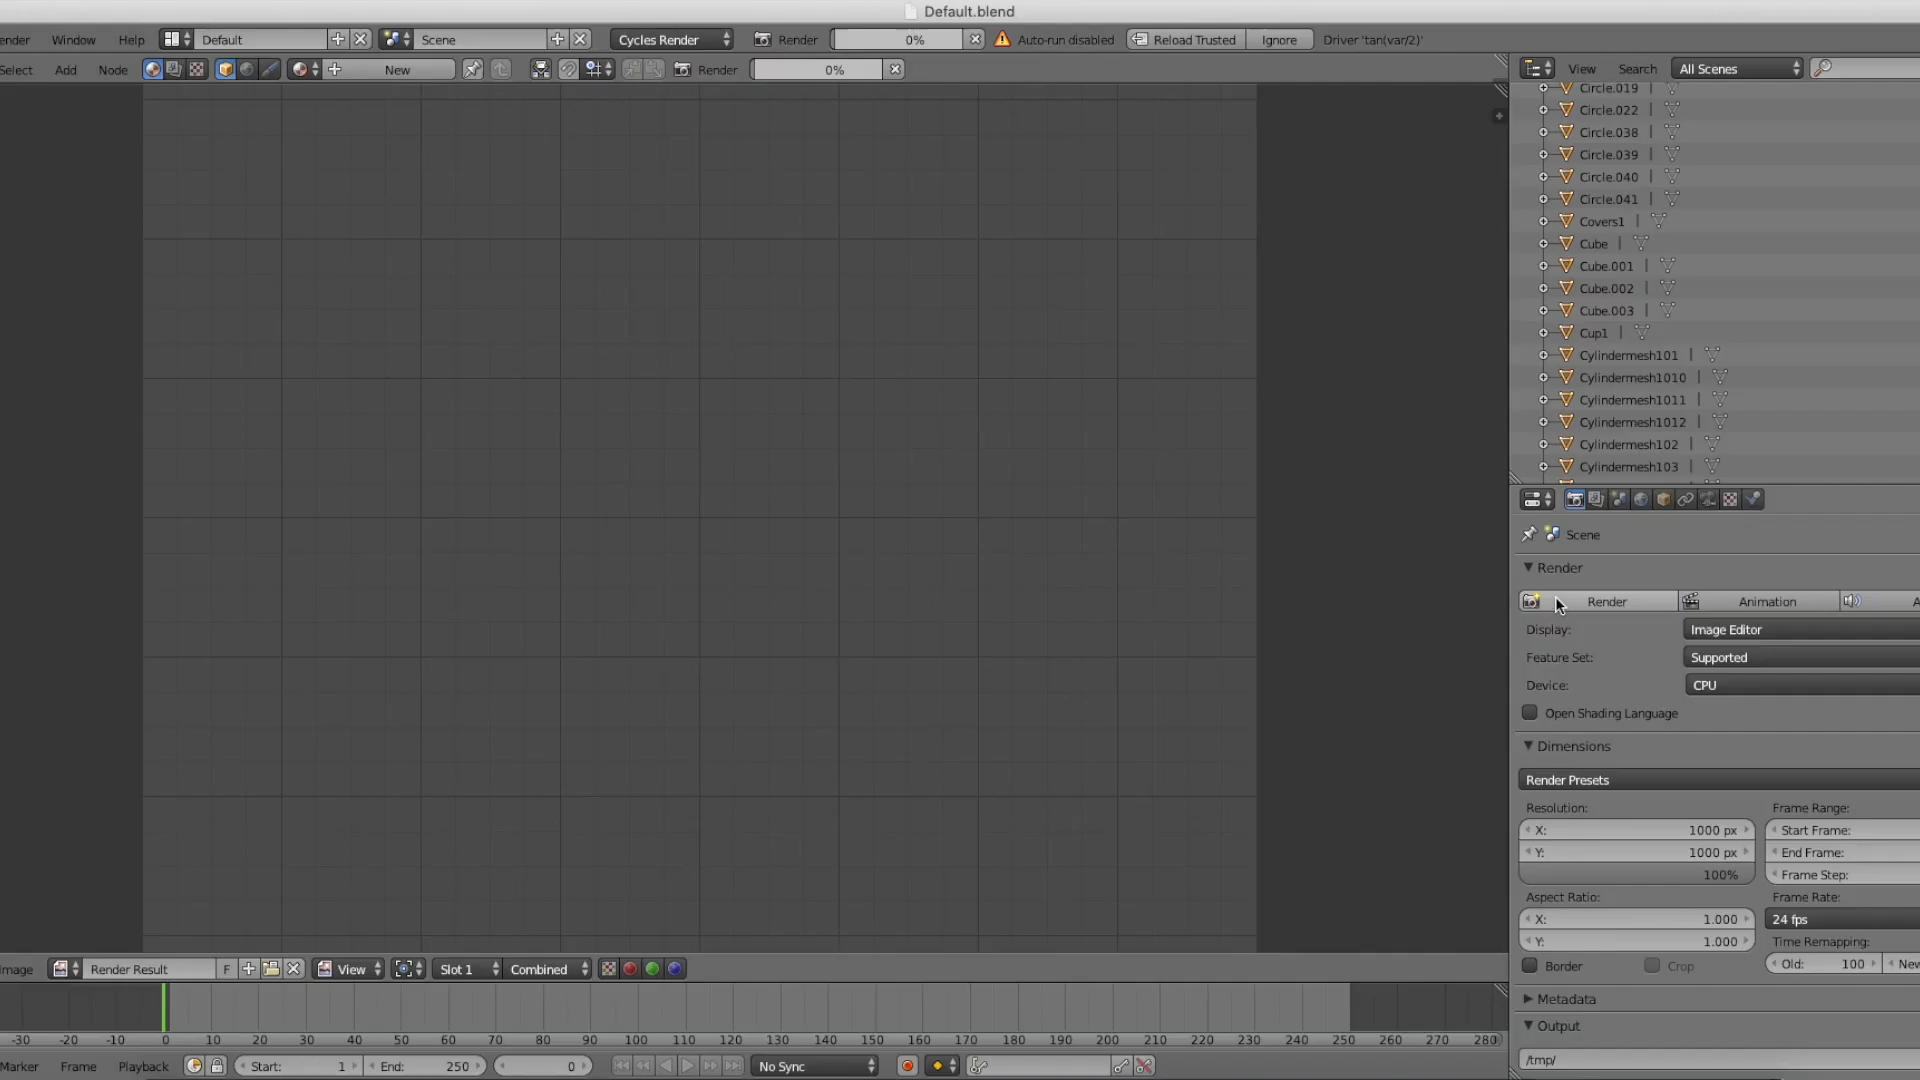 Default.blend
ender Window Help Default Scene Cycles Render Render 0% Auto-run disabled Reload Trusted Ignore Driver 'tan(var/2)'
elect Add Node New Render 0%
View Search All Scenes
Circle.019
Circle.022
Circle.038
Circle.039
Circle.040
Circle.041
Covers1
Cube
Cube.001
Cube.002
Cube.003
Cup1
Cylindermesh101
Cylindermesh1010
Cylindermesh1011
Cylindermesh1012
Cylindermesh102
Cylindermesh103
Scene
Render
Render Animation A
Display: Image Editor
Feature Set: Supported
Device: CPU
Open Shading Language
Dimensions
Render Presets
Resolution: Frame Range:
X: 1000 px Start Frame:
Y: 1000 px End Frame:
100% Frame Step:
Aspect Ratio: Frame Rate:
X: 1.000 24 fps
Y: 1.000 Time Remapping:
Border Crop Old: 100 New
Metadata
Output
/tmp/
mage Render Result F View Slot 1 Combined
-30 -20 -10 0 10 20 30 40 50 60 70 80 90 100 110 120 130 140 150 160 170 180 190 200 210 220 230 240 250 260 270 280
Marker Frame Playback Start: 1 End: 250 0 No Sync